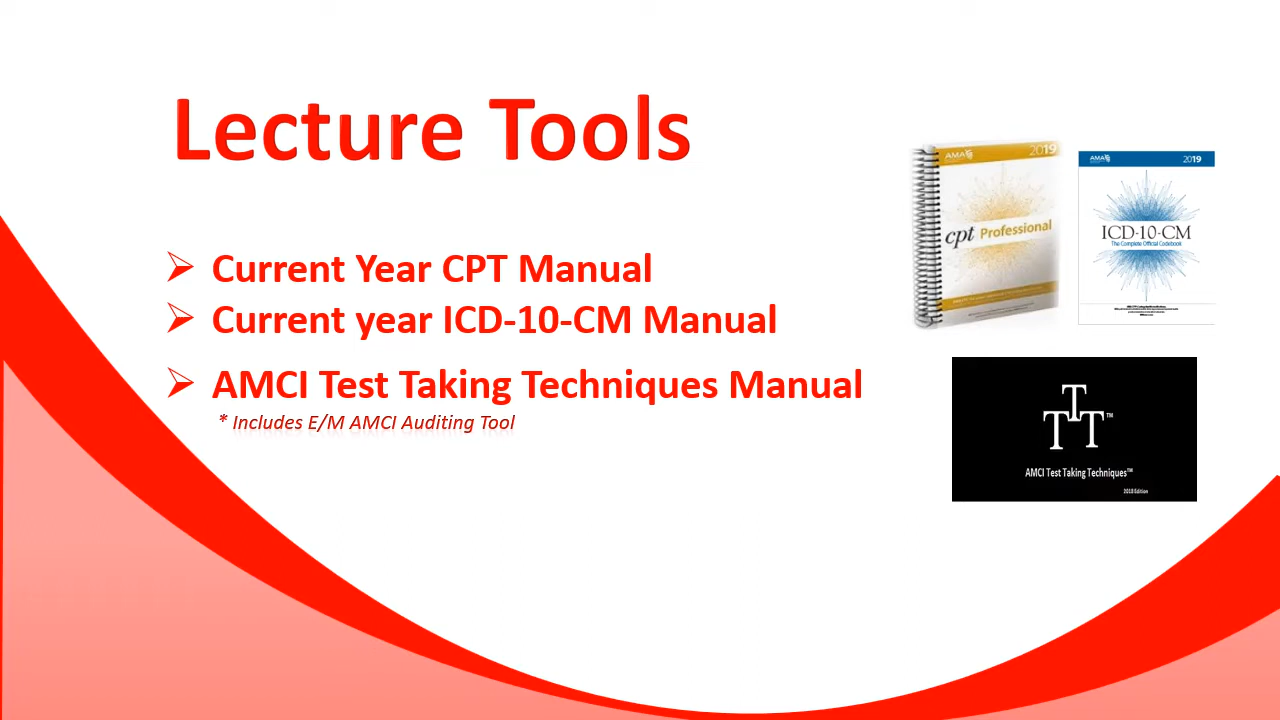 Lecture Tools
Current Year CPT Manual
Current year ICD-10-CM Manual
AMCI Test Taking Techniques Manual
* Includes E/M AMCI Auditing Tool
AMA 2019
cpt Professional
AMA 2019
ICD-10-CM
The Complete Official Codebook
TTT™
AMCI Test Taking Techniques™
2018 Edition